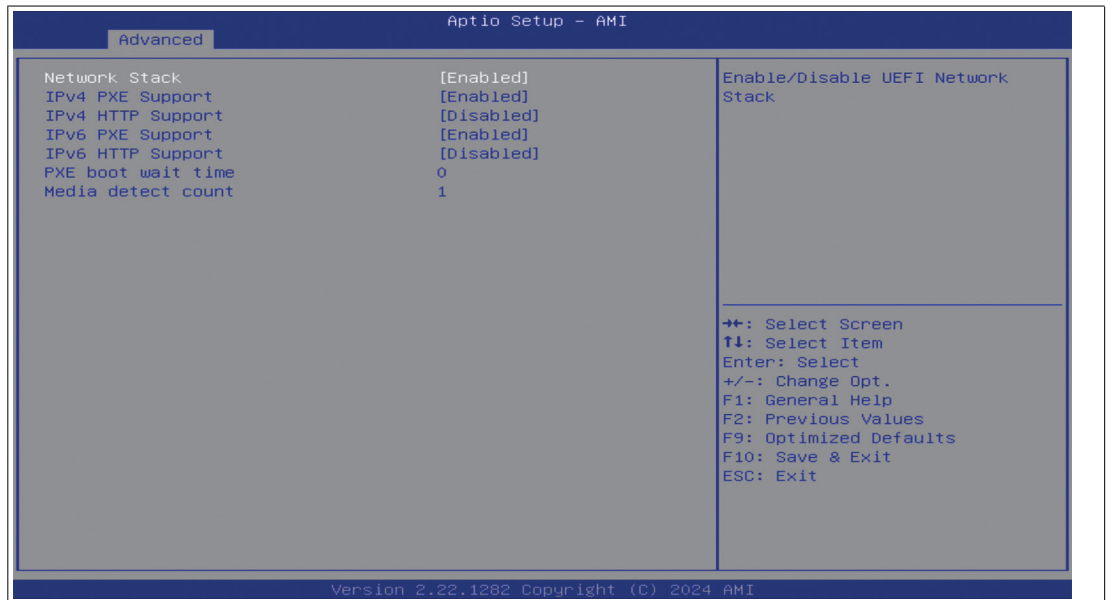 Aptio Setup – AMI
Advanced
Network Stack [Enabled]
IPv4 PXE Support [Enabled]
IPv4 HTTP Support [Disabled]
IPv6 PXE Support [Enabled]
IPv6 HTTP Support [Disabled]
PXE boot wait time 0
Media detect count 1
Enable/Disable UEFI Network
Stack
→←: Select Screen
↑↓: Select Item
Enter: Select
+/-: Change Opt.
F1: General Help
F2: Previous Values
F9: Optimized Defaults
F10: Save & Exit
ESC: Exit
Version 2.22.1282 Copyright (C) 2024 AMI